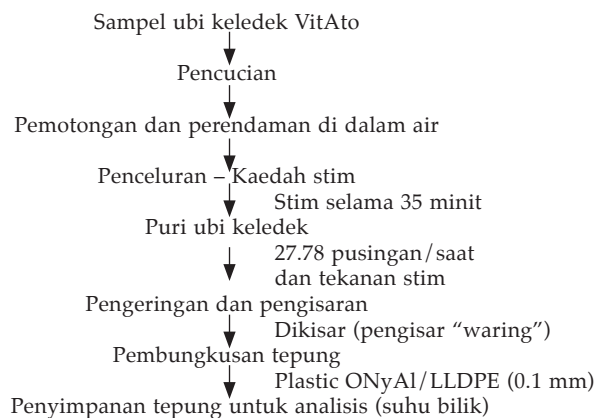 Sampel ubi keledek VitAto
Pencucian
Pemotongan dan perendaman di dalam air
Penceluran – Kaedah stim
Stim selama 35 minit
Puri ubi keledek
27.78 pusingan/saat
dan tekanan stim
Pengeringan dan pengisaran
Dikisar (pengisar “waring”)
Pembungkusan tepung
Plastic ONyAl/LLDPE (0.1 mm)
Penyimpanan tepung untuk analisis (suhu bilik)